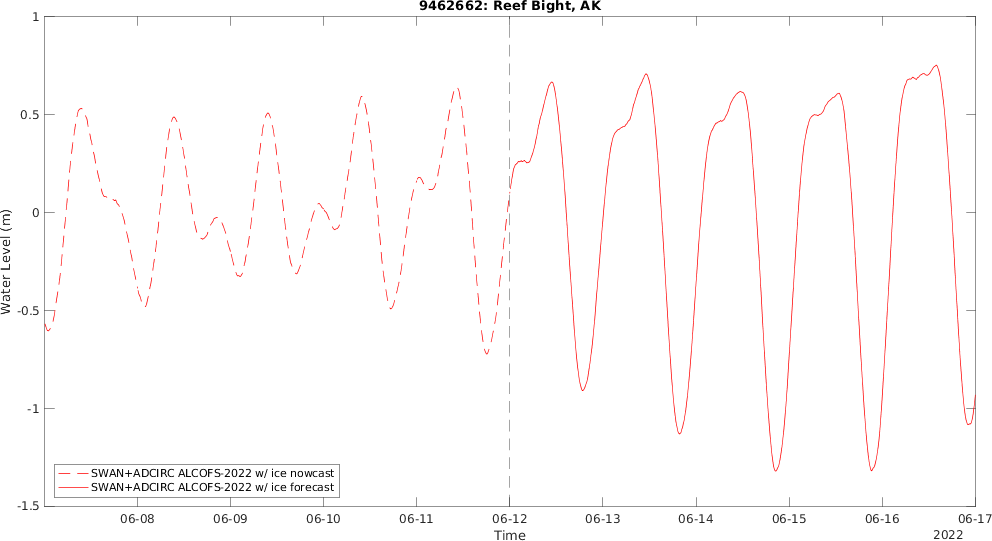 9462662: Reef Bight, AK
Water Level (m)
1
0.5
0
-0.5
-1
-1.5
SWAN+ADCIRC ALCOFS-2022 w/ ice nowcast
SWAN+ADCIRC ALCOFS-2022 w/ ice forecast
06-08 06-09 06-10 06-11 06-12 06-13 06-14 06-15 06-16 06-17
Time
2022